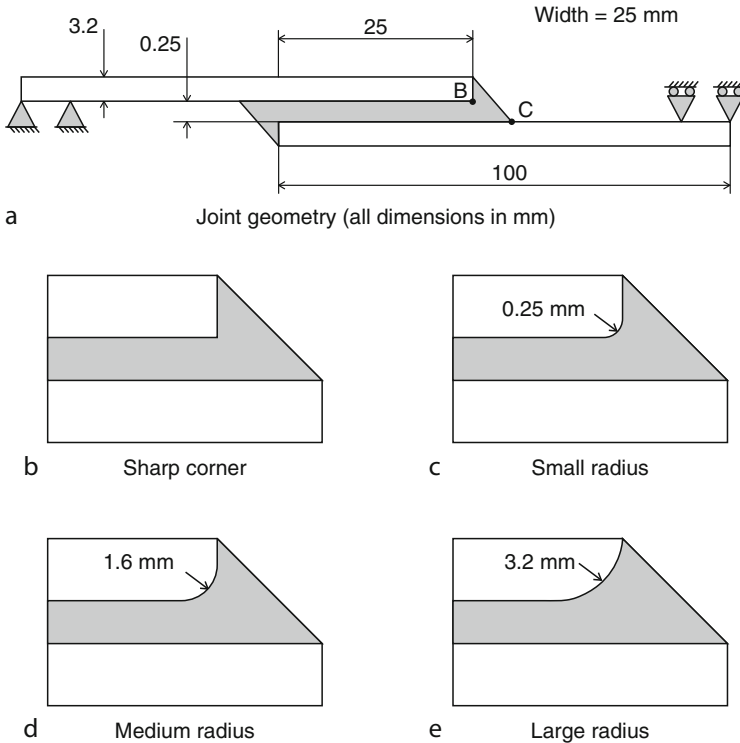 Width = 25 mm
3.2
0.25
25
B
C
100
a Joint geometry (all dimensions in mm)
0.25 mm
b Sharp corner
c Small radius
1.6 mm
3.2 mm
d Medium radius
e Large radius